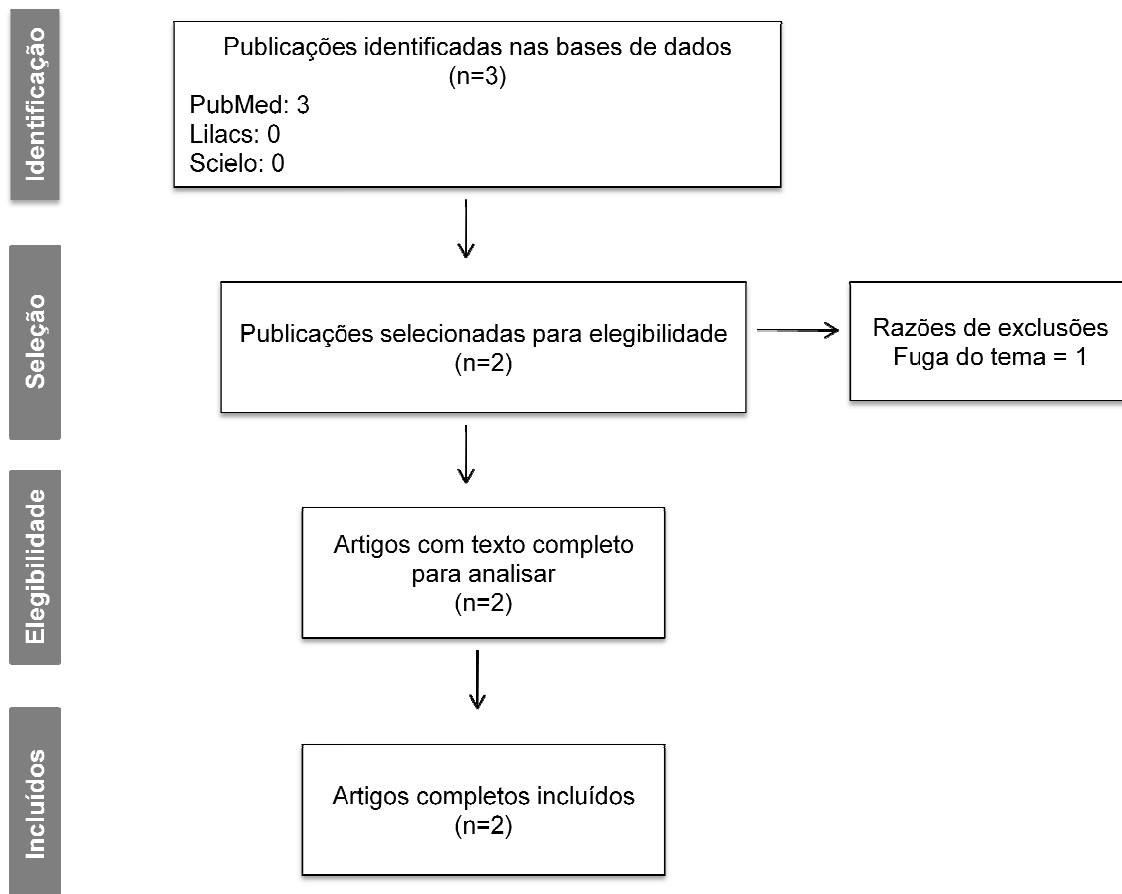 Identificação
Publicações identificadas nas bases de dados
(n=3)
PubMed: 3
Lilacs: 0
Scielo: 0
Seleção
Publicações selecionadas para elegibilidade
(n=2)
Razões de exclusões
Fuga do tema = 1
Elegibilidade
Artigos com texto completo
para analisar
(n=2)
Incluídos
Artigos completos incluídos
(n=2)